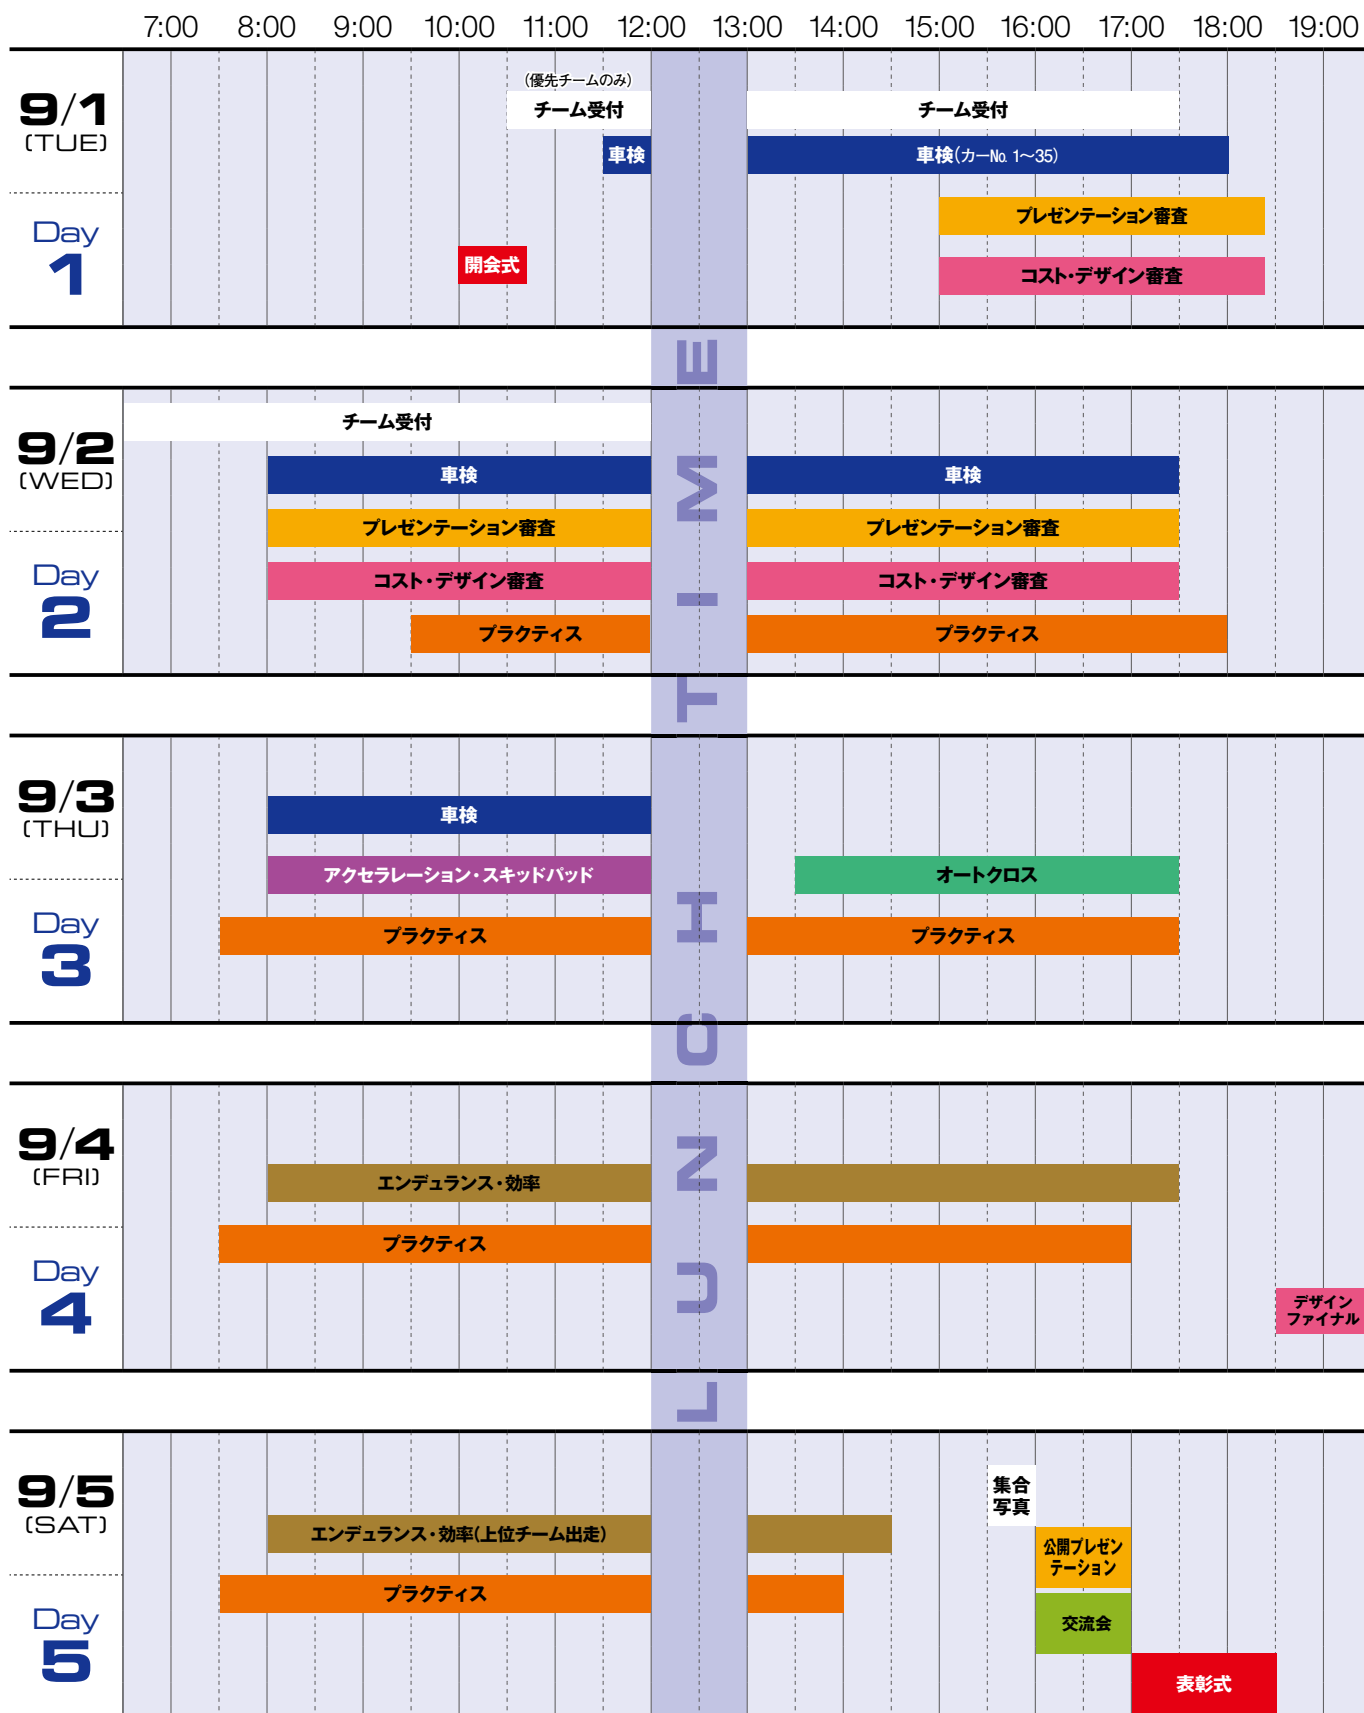 7:00 8:00 9:00 10:00 11:00 12:00 13:00 14:00 15:00 16:00 17:00 18:00 19:00
9/1
(TUE)
Day
1
(優先チームのみ)
チーム受付
チーム受付
車検
車検(カーNo. 1～35)
プレゼンテーション審査
開会式
コスト・デザイン審査
9/2
(WED)
Day
2
チーム受付
車検
車検
プレゼンテーション審査
プレゼンテーション審査
コスト・デザイン審査
コスト・デザイン審査
プラクティス
プラクティス
9/3
(THU)
Day
3
車検
アクセラレーション・スキッドパッド
オートクロス
プラクティス
プラクティス
9/4
(FRI)
Day
4
エンデュランス・効率
プラクティス
デザイン
ファイナル
9/5
(SAT)
Day
5
集合
写真
エンデュランス・効率(上位チーム出走)
公開プレゼン
テーション
プラクティス
交流会
表彰式
LUNCH TIME